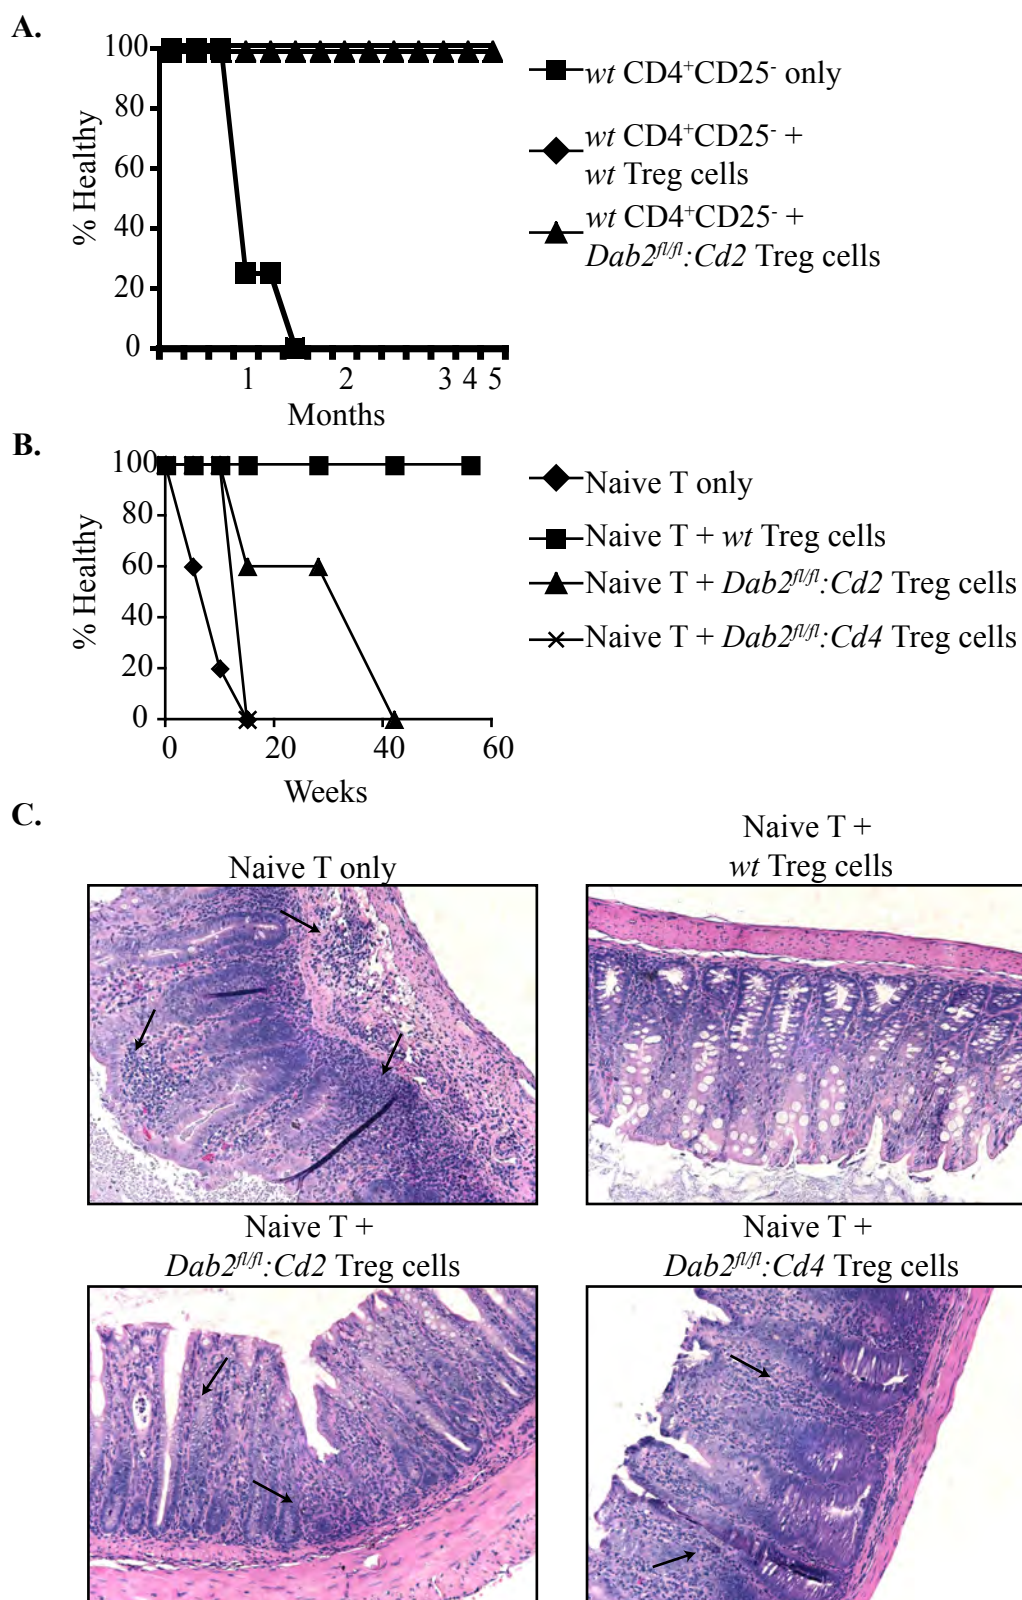 A.
100
80
60
40
20
0
% Healthy
1 2 3 4 5
Months
wt CD4⁺CD25⁻ only
wt CD4⁺CD25⁻ +
wt Treg cells
wt CD4⁺CD25⁻ +
Dab2ᶠˡ/ᶠˡ:Cd2 Treg cells
B.
100
80
60
40
20
0
% Healthy
0 20 40 60
Weeks
Naive T only
Naive T + wt Treg cells
Naive T + Dab2ᶠˡ/ᶠˡ:Cd2 Treg cells
Naive T + Dab2ᶠˡ/ᶠˡ:Cd4 Treg cells
C.
Naive T only
Naive T +
wt Treg cells
Naive T +
Dab2ᶠˡ/ᶠˡ:Cd2 Treg cells
Naive T +
Dab2ᶠˡ/ᶠˡ:Cd4 Treg cells